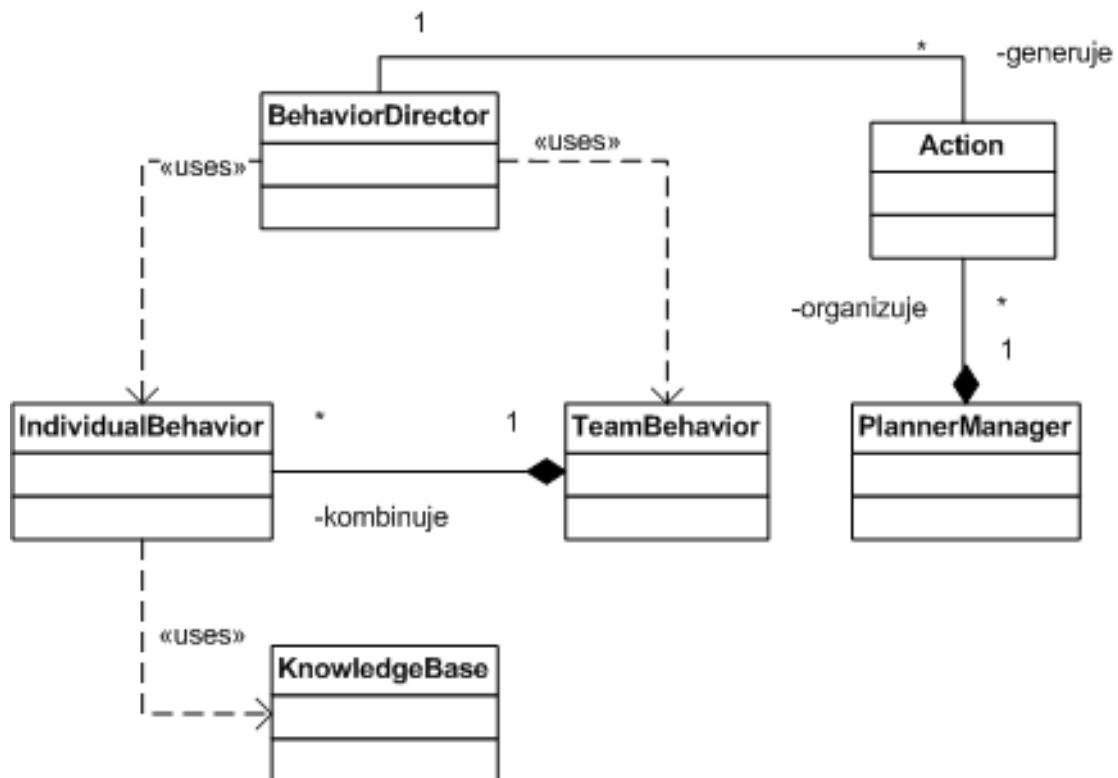 1
*
-generuje
BehaviorDirector
«uses»
«uses»
Action
-organizuje
*
1
IndividualBehavior
*
1
TeamBehavior
PlannerManager
-kombinuje
«uses»
KnowledgeBase